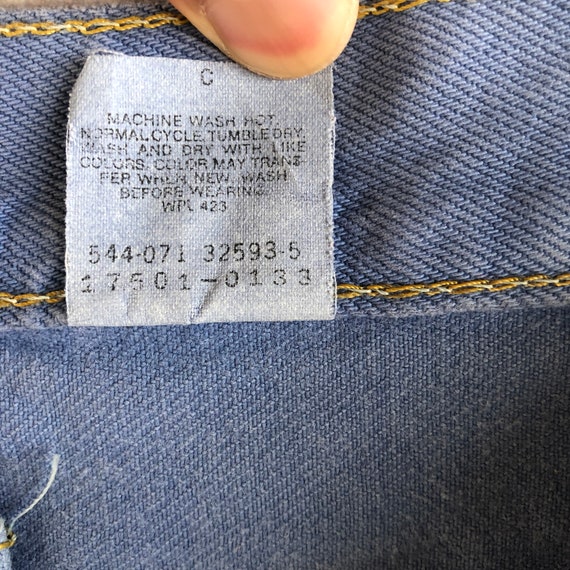 C
MACHINE WASH HOT
NORMAL CYCLE, TUMBLE DRY
WASH AND DRY WITH LIKE
COLORS. COLOR MAY TRANS
FER WHEN NEW. WASH
BEFORE WEARING.
WPL 423
544-071 32593-5
17501-0133